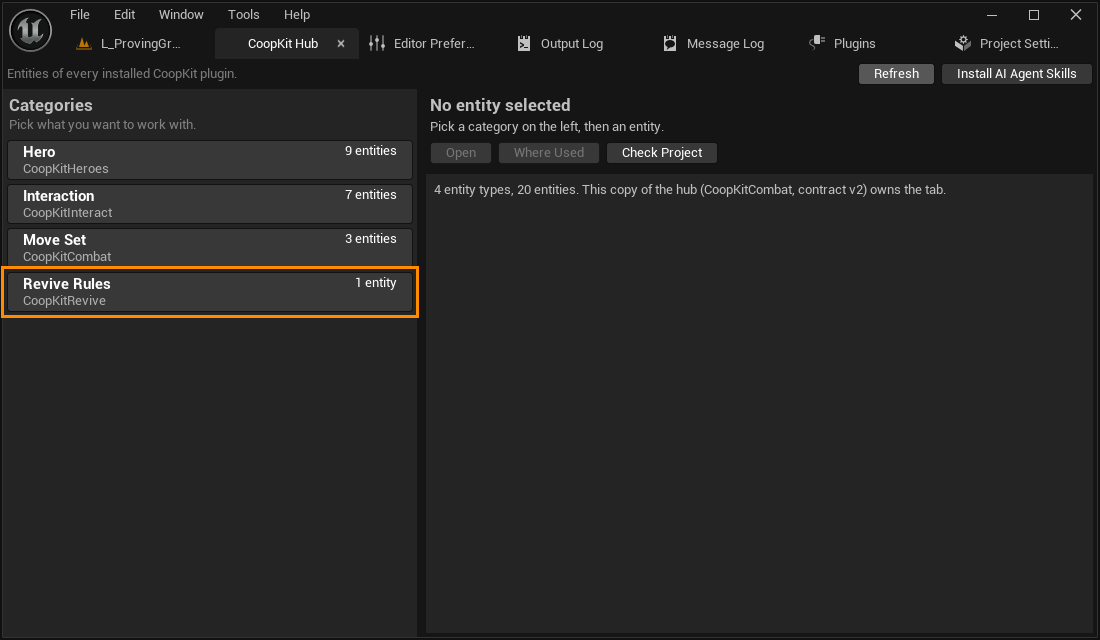 File Edit Window Tools Help
L_ProvingGr... CoopKit Hub Editor Prefer... Output Log Message Log Plugins Project Setti...
Entities of every installed CoopKit plugin.
Refresh Install AI Agent Skills
Categories
Pick what you want to work with.
Hero 9 entities
CoopKitHeroes
Interaction 7 entities
CoopKitInteract
Move Set 3 entities
CoopKitCombat
Revive Rules 1 entity
CoopKitRevive
No entity selected
Pick a category on the left, then an entity.
Open Where Used Check Project
4 entity types, 20 entities. This copy of the hub (CoopKitCombat, contract v2) owns the tab.